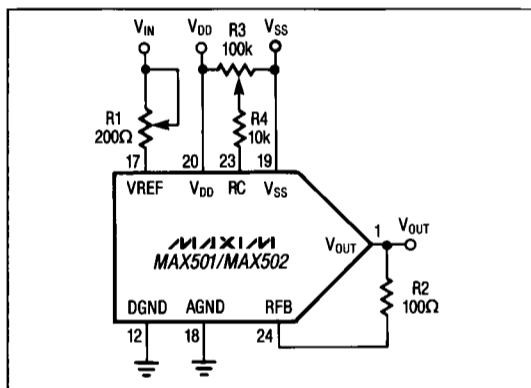 VIN VDD VSS
R3
100k
R1
200Ω
R4
10k
17 20 23 19
VREF VDD RC VSS
MAXIM
MAX501/MAX502
VOUT 1 VOUT
R2
100Ω
DGND AGND RFB
12 18 24